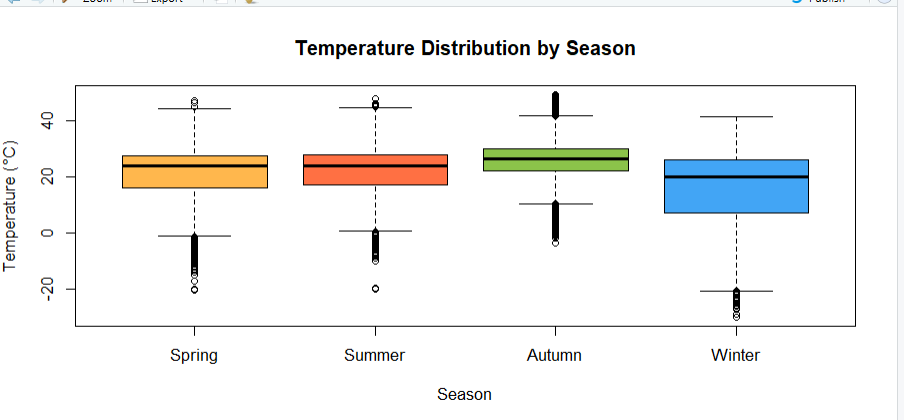 Zoom Export Publish
Temperature Distribution by Season
Temperature (°C)
40
20
0
-20
Spring Summer Autumn Winter
Season